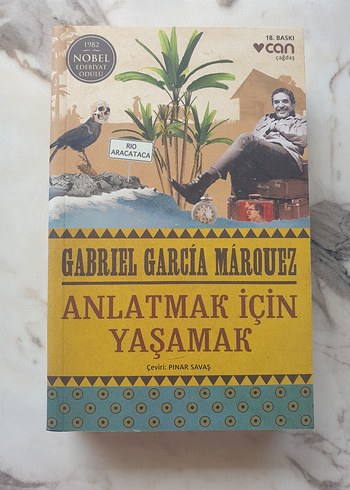 1982
NOBEL
EDEBİYAT
ÖDÜLÜ
18. BASKI
can
çağdaş
RIO
ARACATACA
GABRIEL GARCÍA MÁRQUEZ
ANLATMAK İÇİN
YAŞAMAK
Çeviri: PINAR SAVAŞ